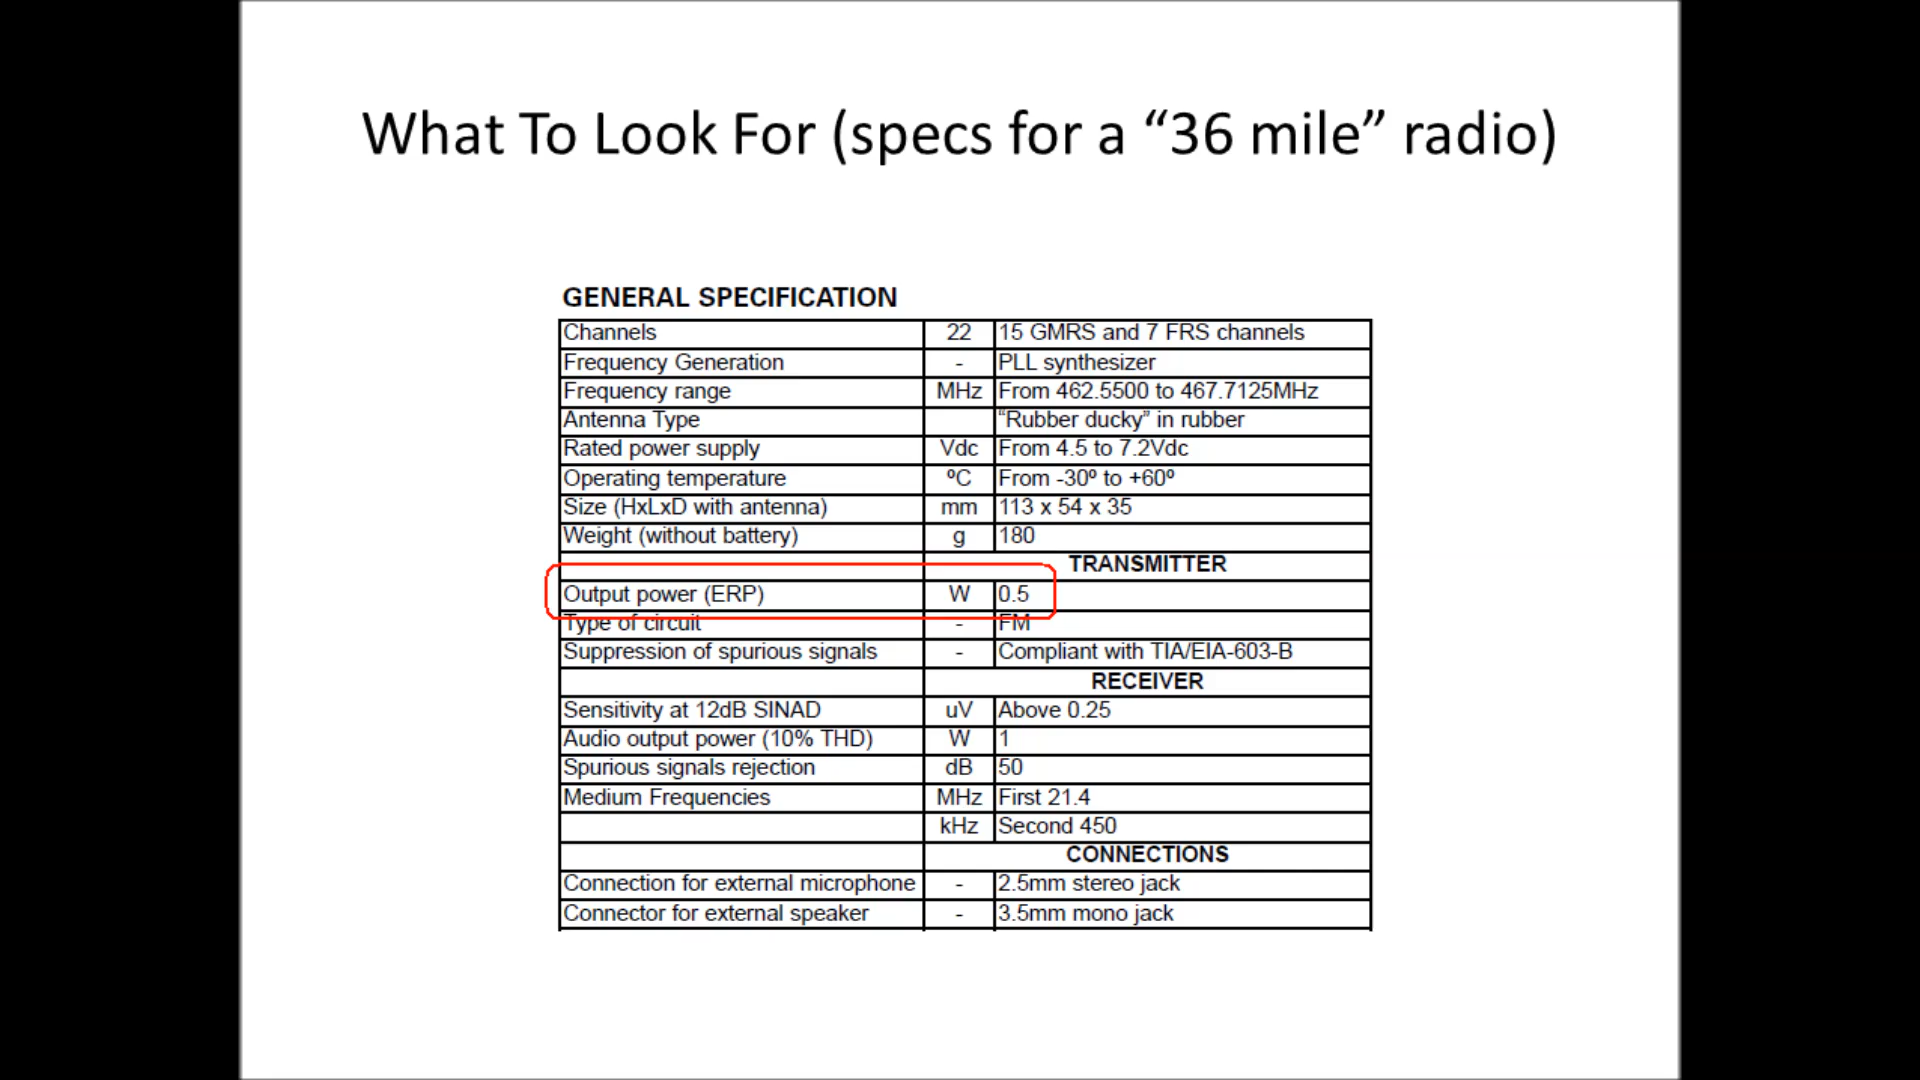 What To Look For (specs for a “36 mile” radio)
GENERAL SPECIFICATION
Channels 22 15 GMRS and 7 FRS channels
Frequency Generation - PLL synthesizer
Frequency range MHz From 462.5500 to 467.7125MHz
Antenna Type “Rubber ducky” in rubber
Rated power supply Vdc From 4.5 to 7.2Vdc
Operating temperature ºC From -30º to +60º
Size (HxLxD with antenna) mm 113 x 54 x 35
Weight (without battery) g 180
TRANSMITTER
Output power (ERP) W 0.5
Type of circuit - FM
Suppression of spurious signals - Compliant with TIA/EIA-603-B
RECEIVER
Sensitivity at 12dB SINAD uV Above 0.25
Audio output power (10% THD) W 1
Spurious signals rejection dB 50
Medium Frequencies MHz First 21.4
kHz Second 450
CONNECTIONS
Connection for external microphone - 2.5mm stereo jack
Connector for external speaker - 3.5mm mono jack